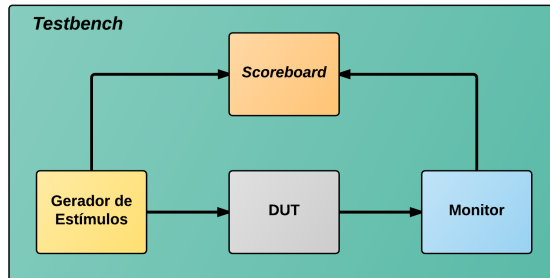 Testbench
Scoreboard
Gerador de
Estímulos
DUT
Monitor